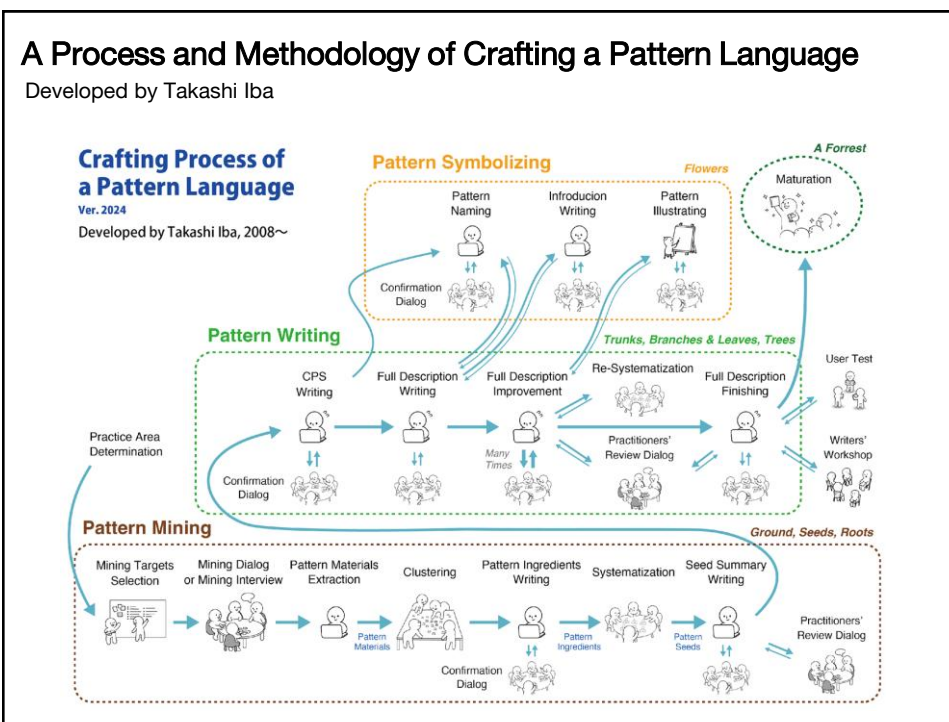 A Process and Methodology of Crafting a Pattern Language
Developed by Takashi Iba
Crafting Process of
a Pattern Language
Ver. 2024
Developed by Takashi Iba, 2008～
A Forrest
Maturation
Pattern Symbolizing
Flowers
Pattern
Naming
Introducion
Writing
Pattern
Illustrating
Confirmation
Dialog
Pattern Writing
Trunks, Branches & Leaves, Trees
CPS
Writing
Full Description
Writing
Full Description
Improvement
Re-Systematization
Full Description
Finishing
User Test
Many
Times
Practitioners'
Review Dialog
Writers'
Workshop
Confirmation
Dialog
Practice Area
Determination
Pattern Mining
Ground, Seeds, Roots
Mining Targets
Selection
Mining Dialog
or Mining Interview
Pattern Materials
Extraction
Clustering
Pattern Ingredients
Writing
Systematization
Seed Summary
Writing
Pattern
Materials
Pattern
Ingredients
Pattern
Seeds
Practitioners'
Review Dialog
Confirmation
Dialog